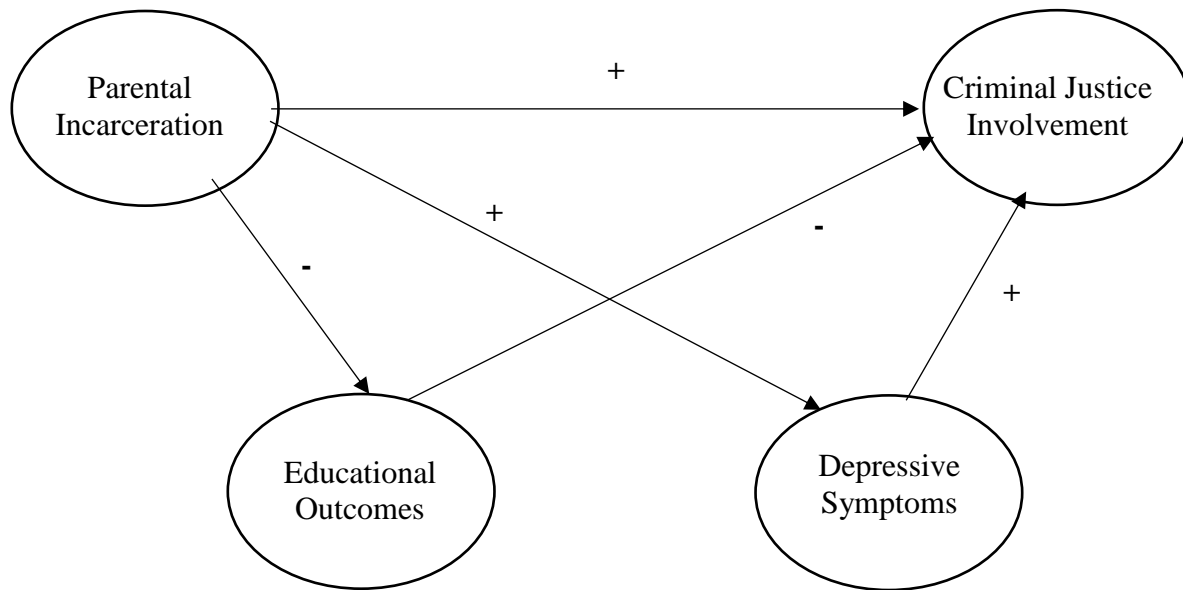 Parental
Incarceration
+
Criminal Justice
Involvement
+
-
-
+
Educational
Outcomes
Depressive
Symptoms